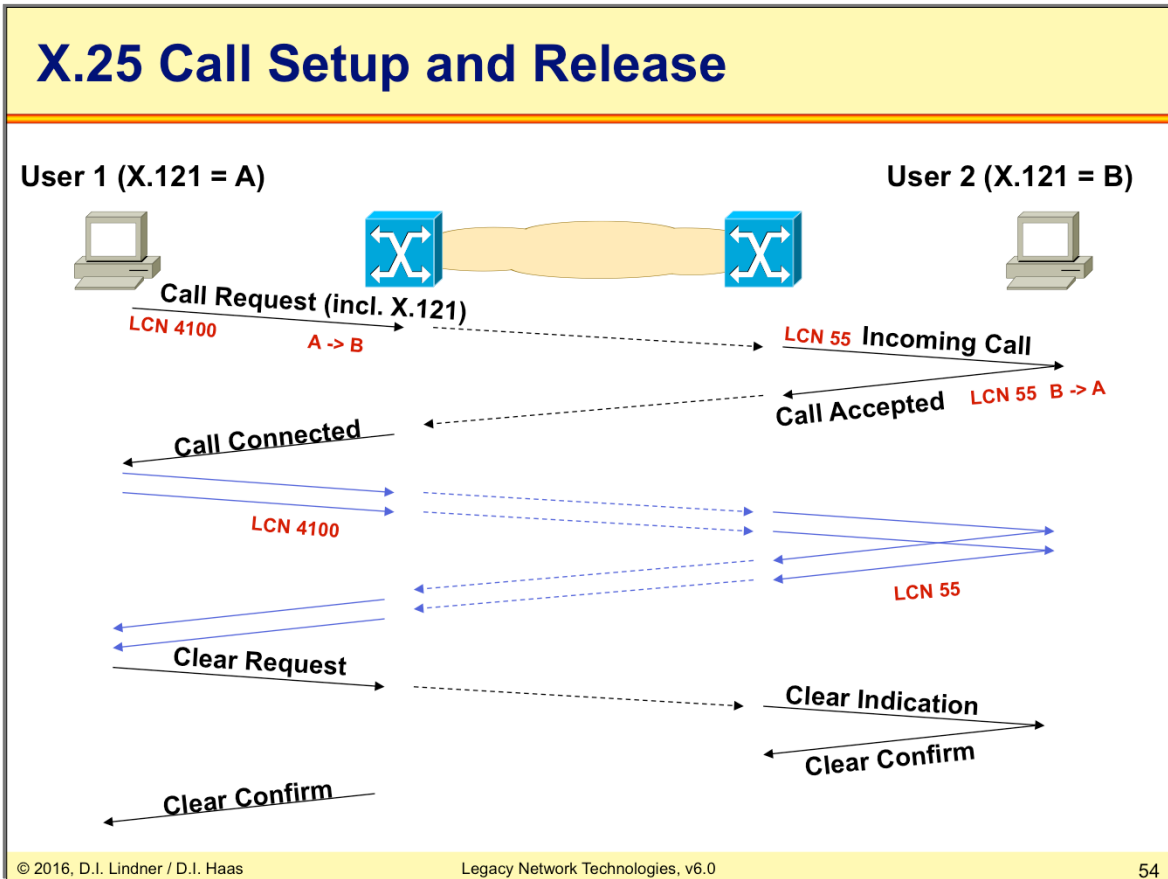 X.25 Call Setup and Release
User 1 (X.121 = A)
User 2 (X.121 = B)
Call Request (incl. X.121)
LCN 4100
A -> B
LCN 55
Incoming Call
Call Accepted
LCN 55 B -> A
Call Connected
LCN 4100
LCN 55
Clear Request
Clear Indication
Clear Confirm
Clear Confirm
© 2016, D.I. Lindner / D.I. Haas
Legacy Network Technologies, v6.0
54